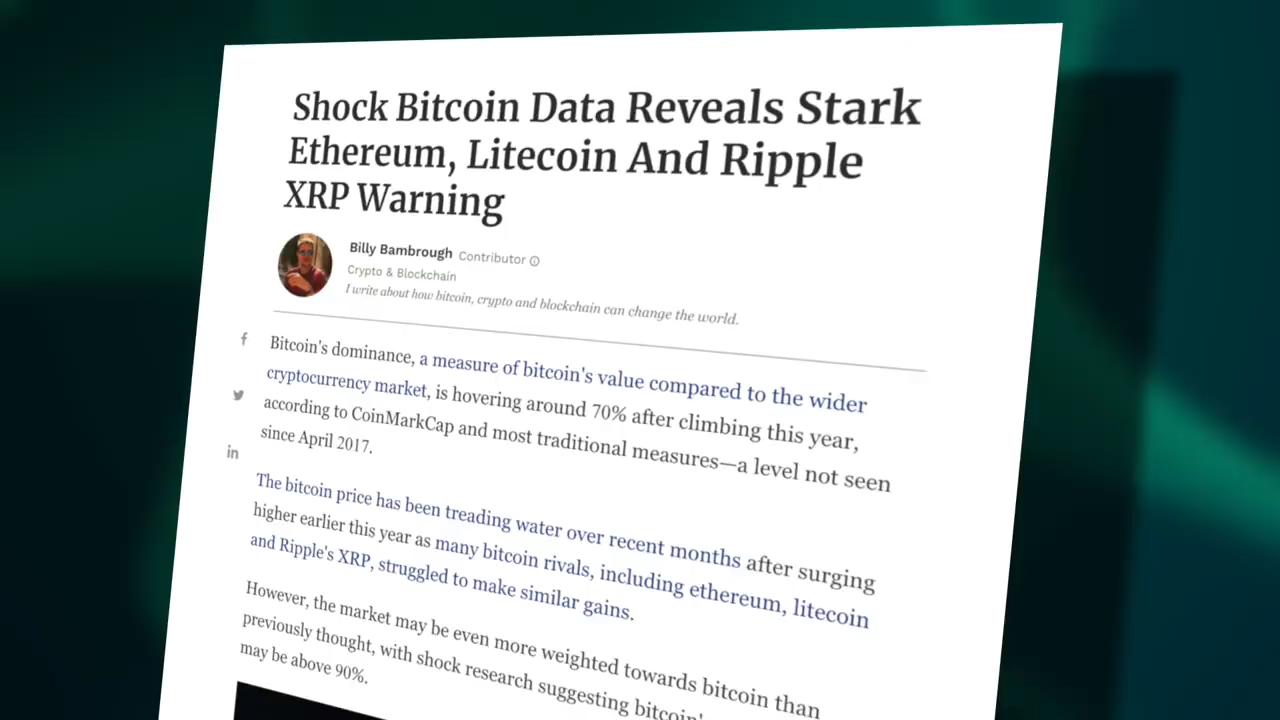 Shock Bitcoin Data Reveals Stark
Ethereum, Litecoin And Ripple
XRP Warning
Billy Bambrough Contributor
Crypto & Blockchain
I write about how bitcoin, crypto and blockchain can change the world.
Bitcoin's dominance, a measure of bitcoin's value compared to the wider
cryptocurrency market, is hovering around 70% after climbing this year,
according to CoinMarkCap and most traditional measures—a level not seen
since April 2017.
The bitcoin price has been treading water over recent months after surging
higher earlier this year as many bitcoin rivals, including ethereum, litecoin
and Ripple's XRP, struggled to make similar gains.
However, the market may be even more weighted towards bitcoin than
previously thought, with shock research suggesting bitcoin'
may be above 90%.